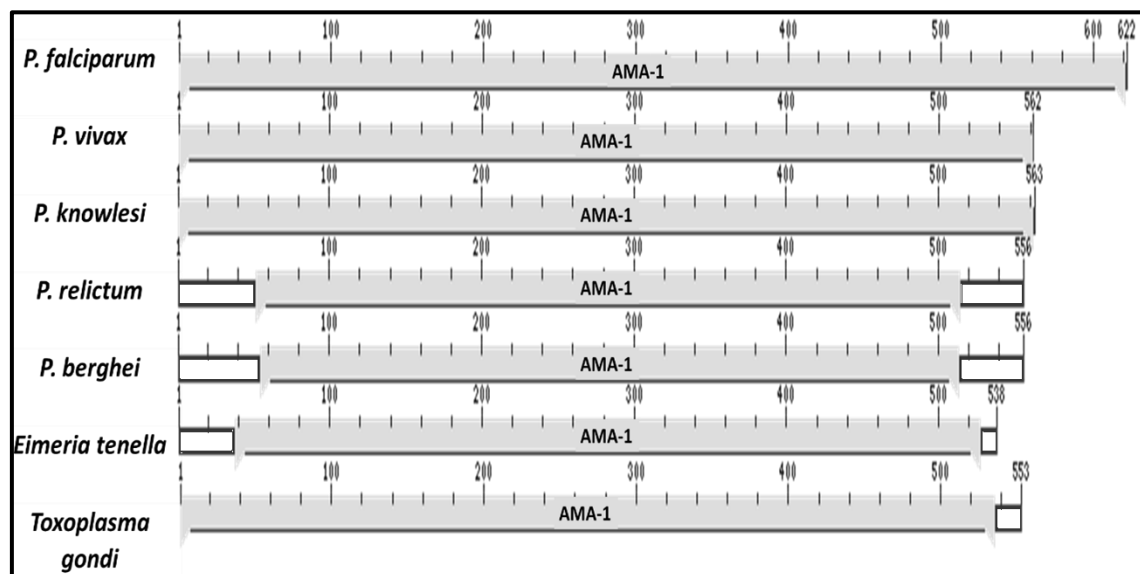 1 100 200 300 400 500 600 622
P. falciparum
AMA-1
1 100 200 300 400 500 562
P. vivax
AMA-1
1 100 200 300 400 500 563
P. knowlesi
AMA-1
1 100 200 300 400 500 556
P. relictum
AMA-1
1 100 200 300 400 500 556
P. berghei
AMA-1
1 100 200 300 400 500 538
Eimeria tenella
AMA-1
1 100 200 300 400 500 553
Toxoplasma
gondi
AMA-1